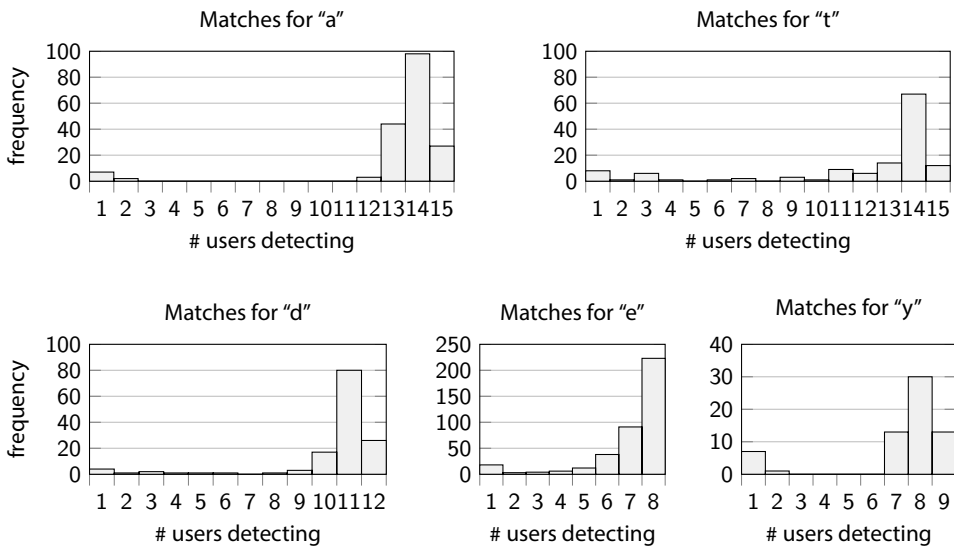 Matches for “a”
frequency
100
80
60
40
20
0
1 2 3 4 5 6 7 8 9 10 11 12 13 14 15
# users detecting
Matches for “t”
100
80
60
40
20
0
1 2 3 4 5 6 7 8 9 10 11 12 13 14 15
# users detecting
Matches for “d”
frequency
100
80
60
40
20
0
1 2 3 4 5 6 7 8 9 10 11 12
# users detecting
Matches for “e”
250
200
150
100
50
0
1 2 3 4 5 6 7 8
# users detecting
Matches for “y”
40
30
20
10
0
1 2 3 4 5 6 7 8 9
# users detecting